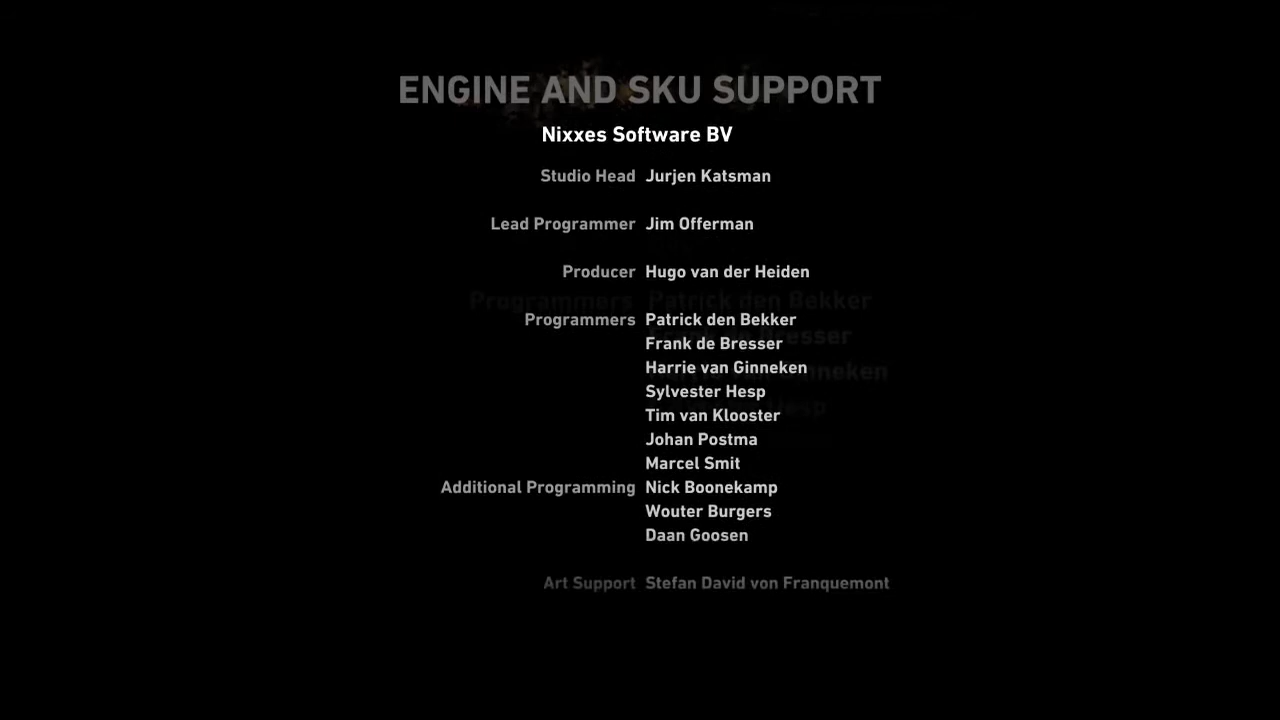 ENGINE AND SKU SUPPORT
Nixxes Software BV
Studio Head Jurjen Katsman
Lead Programmer Jim Offerman
Producer Hugo van der Heiden
Programmers Patrick den Bekker
Frank de Bresser
Harrie van Ginneken
Sylvester Hesp
Tim van Klooster
Johan Postma
Marcel Smit
Additional Programming Nick Boonekamp
Wouter Burgers
Daan Goosen
Art Support Stefan David von Franquemont